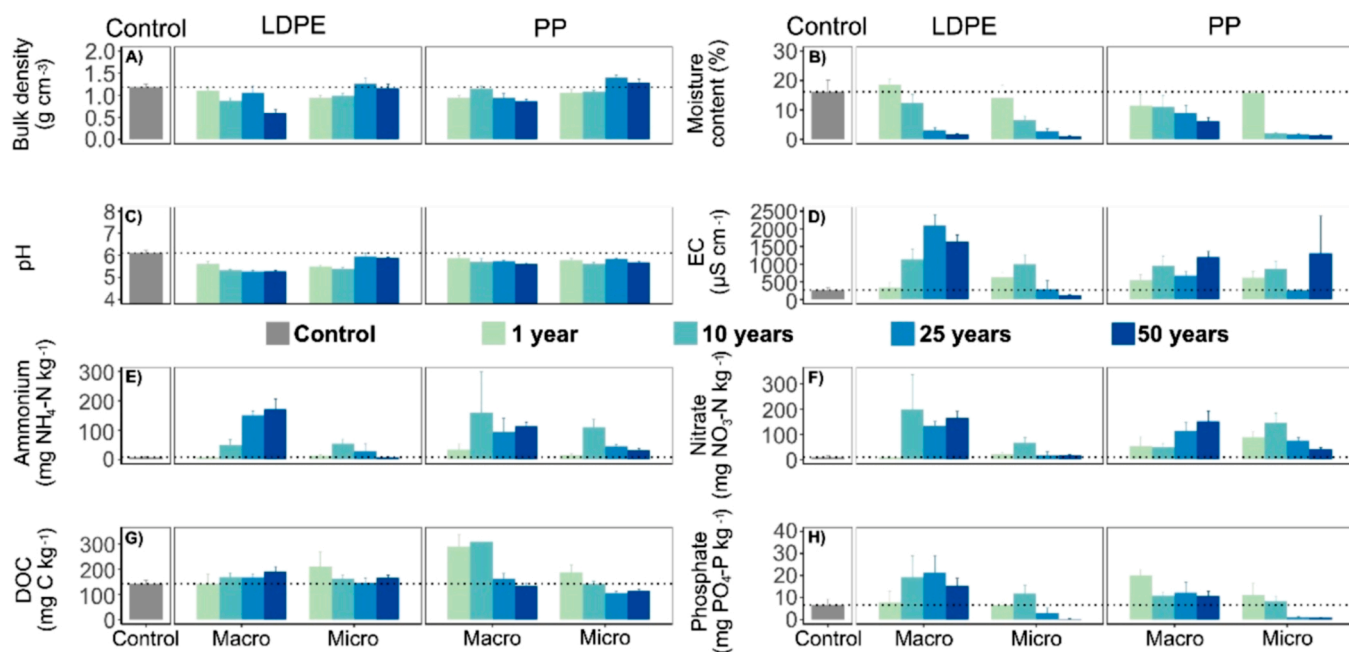 Control LDPE PP Control LDPE PP
A) B)
Bulk density
(g cm-3)
2.0
1.5
1.0
0.5
0.0
Moisture
content (%)
30
20
10
0
C) D)
pH
8
7
6
5
4
EC
(µS cm-1)
2500
2000
1500
1000
500
0
Control 1 year 10 years 25 years 50 years
E) F)
Ammonium
(mg NH4-N kg-1)
300
200
100
0
Nitrate
(mg NO3-N kg-1)
300
200
100
0
G) H)
DOC
(mg C kg-1)
300
200
100
0
Phosphate
(mg PO4-P kg-1)
40
30
20
10
0
Control Macro Micro Macro Micro Control Macro Micro Macro Micro